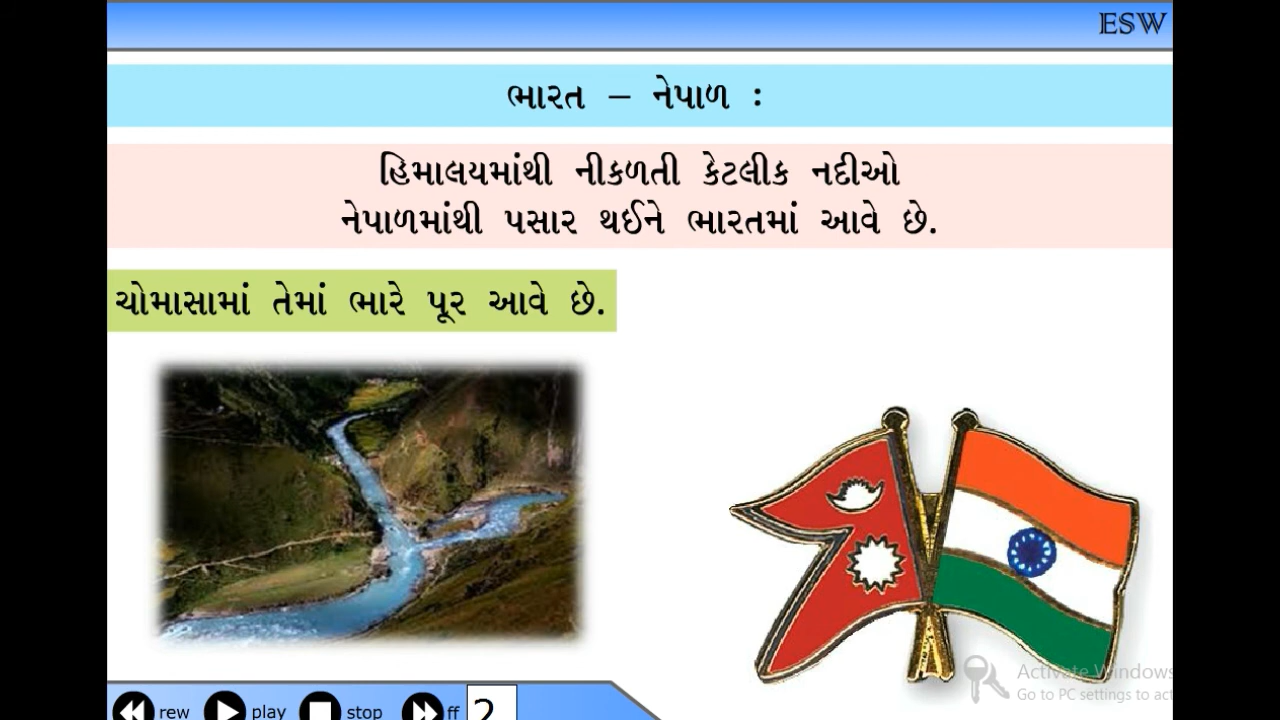 ESW
ભારત – નેપાળ :
હિમાલયમાંથી નીકળતી કેટલીક નદીઓ
નેપાળમાંથી પસાર થઈને ભારતમાં આવે છે.
ચોમાસામાં તેમાં ભારે પૂર આવે છે.
Activate Windows
Go to PC settings to act
rew play stop ff 2